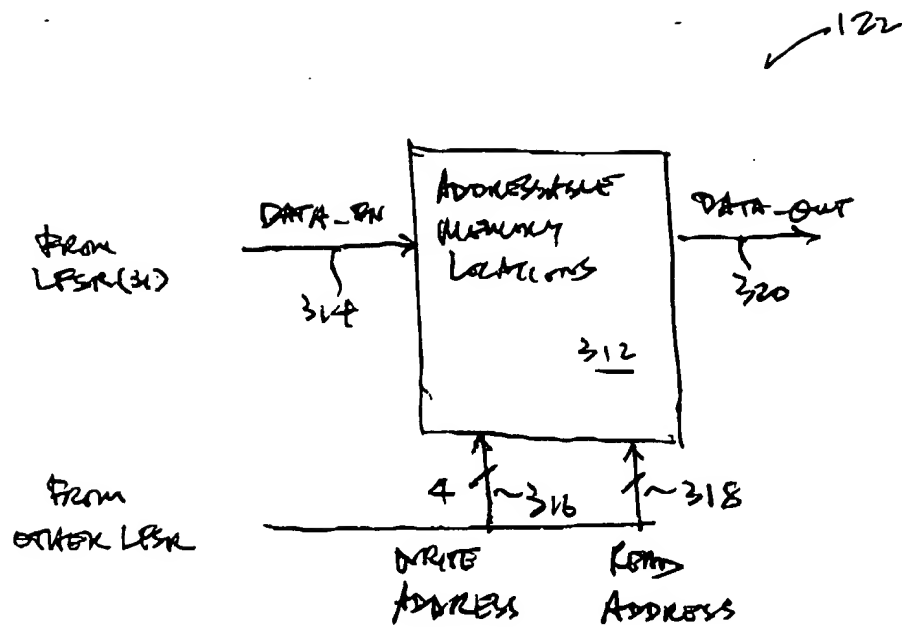 122
ADDRESSABLE
MEMORY
LOCATIONS
312
DATA_IN
314
DATA_OUT
320
FROM
LFSR(31)
4
316
318
FROM
OTHER LFSR
WRITE
ADDRESS
READ
ADDRESS